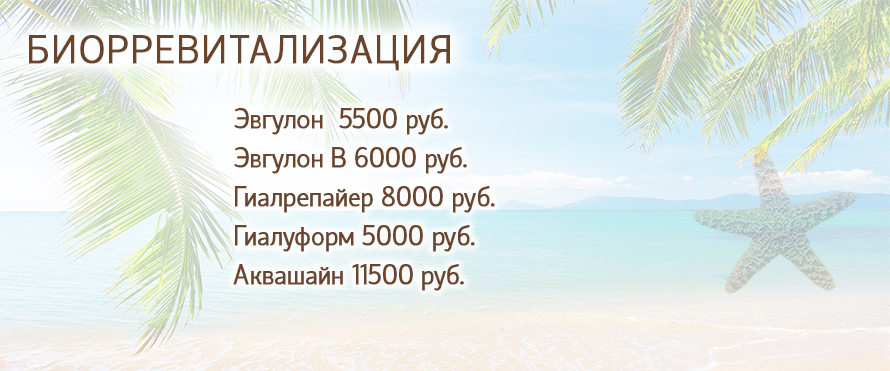 БИОРРЕВИТАЛИЗАЦИЯ
Эвгулон 5500 руб.
Эвгулон В 6000 руб.
Гиалрепайер 8000 руб.
Гиалуформ 5000 руб.
Аквашайн 11500 руб.